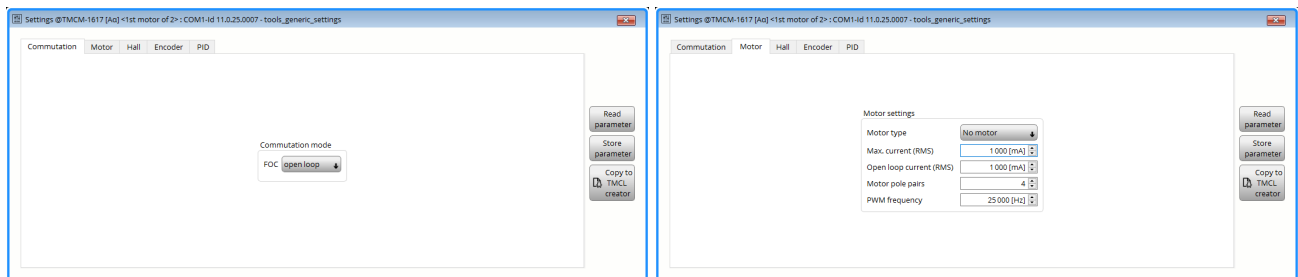 Settings @TMCM-1617 [Aα] <1st motor of 2> : COM1-Id 11.0.25.0007 - tools_generic_settings
Commutation Motor Hall Encoder PID
Commutation mode
FOC open loop
Read
parameter
Store
parameter
Copy to
TMCL
creator
Settings @TMCM-1617 [Aα] <1st motor of 2> : COM1-Id 11.0.25.0007 - tools_generic_settings
Commutation Motor Hall Encoder PID
Motor settings
Motor type No motor
Max. current (RMS) 1 000 [mA]
Open loop current (RMS) 1 000 [mA]
Motor pole pairs 4
PWM frequency 25 000 [Hz]
Read
parameter
Store
parameter
Copy to
TMCL
creator